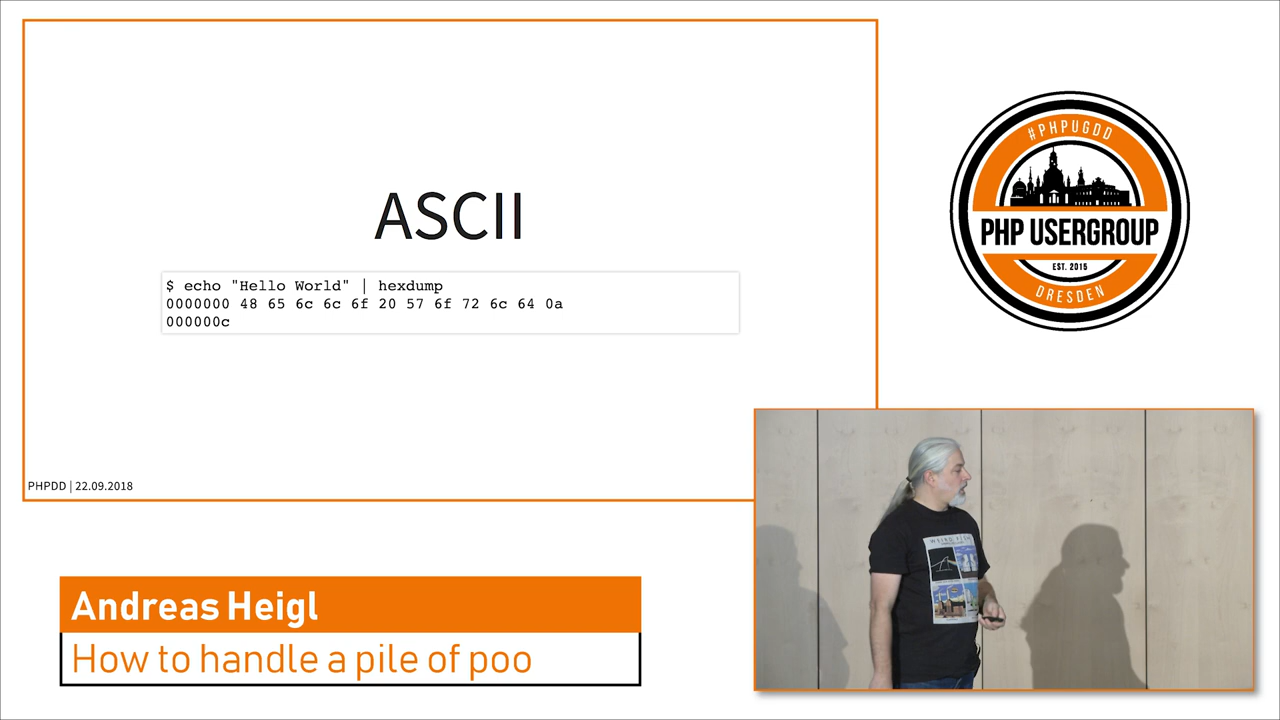 ASCII
$ echo "Hello World" | hexdump
0000000 48 65 6c 6c 6f 20 57 6f 72 6c 64 0a
000000c
PHPDD | 22.09.2018
#PHPUGDD
PHP USERGROUP
EST. 2015
DRESDEN
Andreas Heigl
How to handle a pile of poo